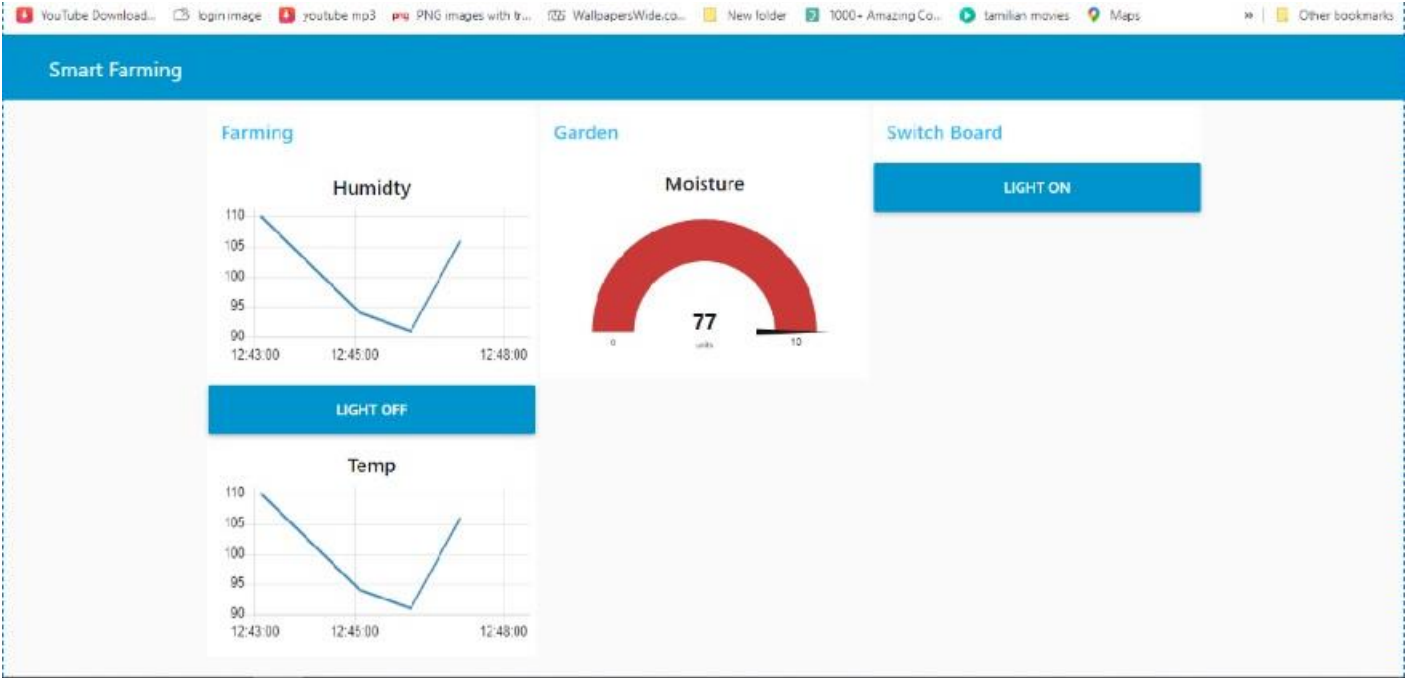 YouTube Download... login image youtube mp3 png PNG images with tr... WallpapersWide.co... New folder 1000+ Amazing Co... tamilian movies Maps » Other bookmarks
Smart Farming
Farming
Humidty
110
105
100
95
90
12:43:00 12:45:00 12:48:00
LIGHT OFF
Temp
110
105
100
95
90
12:43:00 12:45:00 12:48:00
Garden
Moisture
77
units
0 10
Switch Board
LIGHT ON